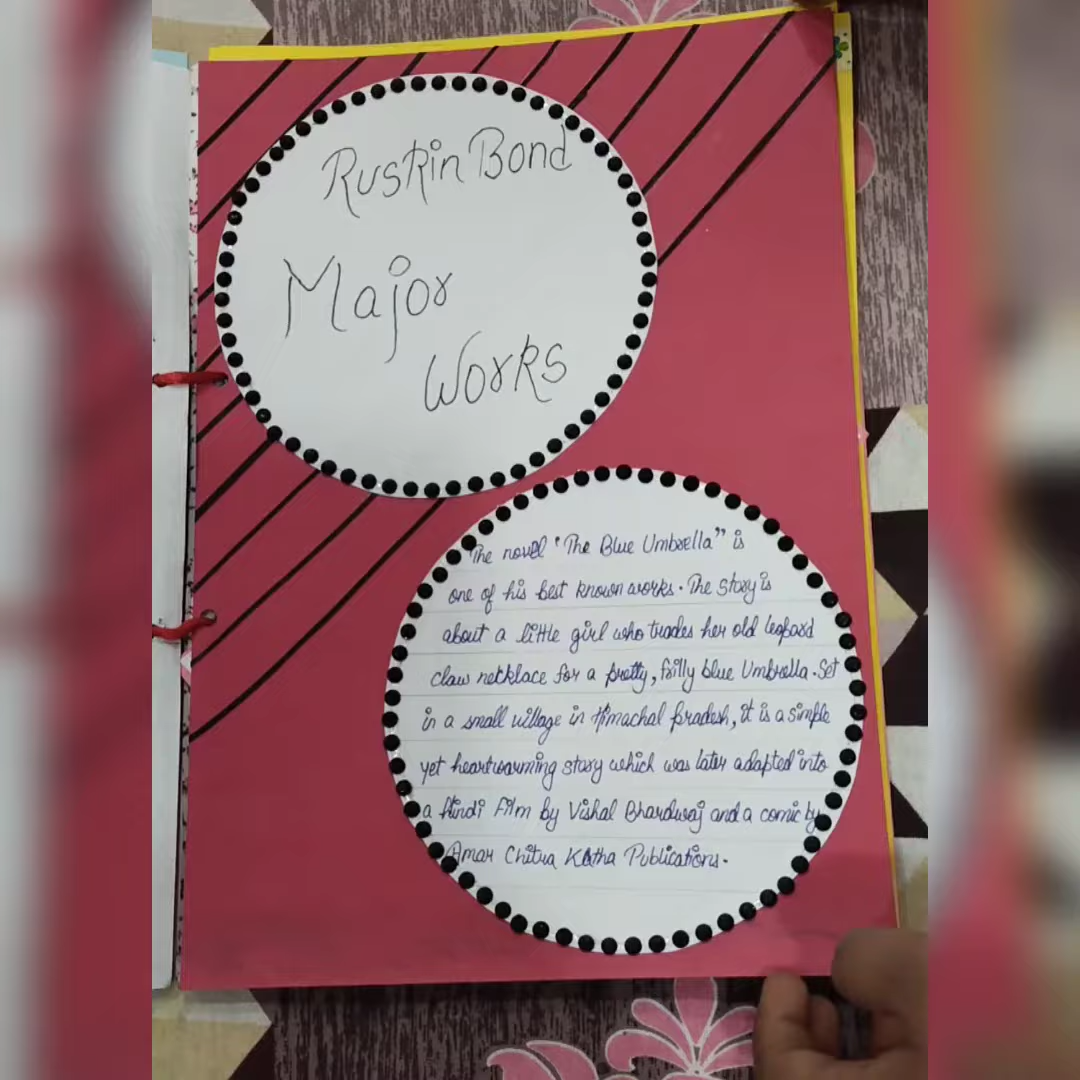 Ruskin Bond
Major
Works
The novel "The Blue Umbrella" is
one of his best known works. The story is
about a little girl who trades her old leopard
claw necklace for a pretty, frilly blue Umbrella. Set
in a small village in Himachal Pradesh, it is a simple
yet heartwarming story which was later adapted into
a Hindi Film by Vishal Bhardwaj and a comic by
Amar Chitra Katha Publications.